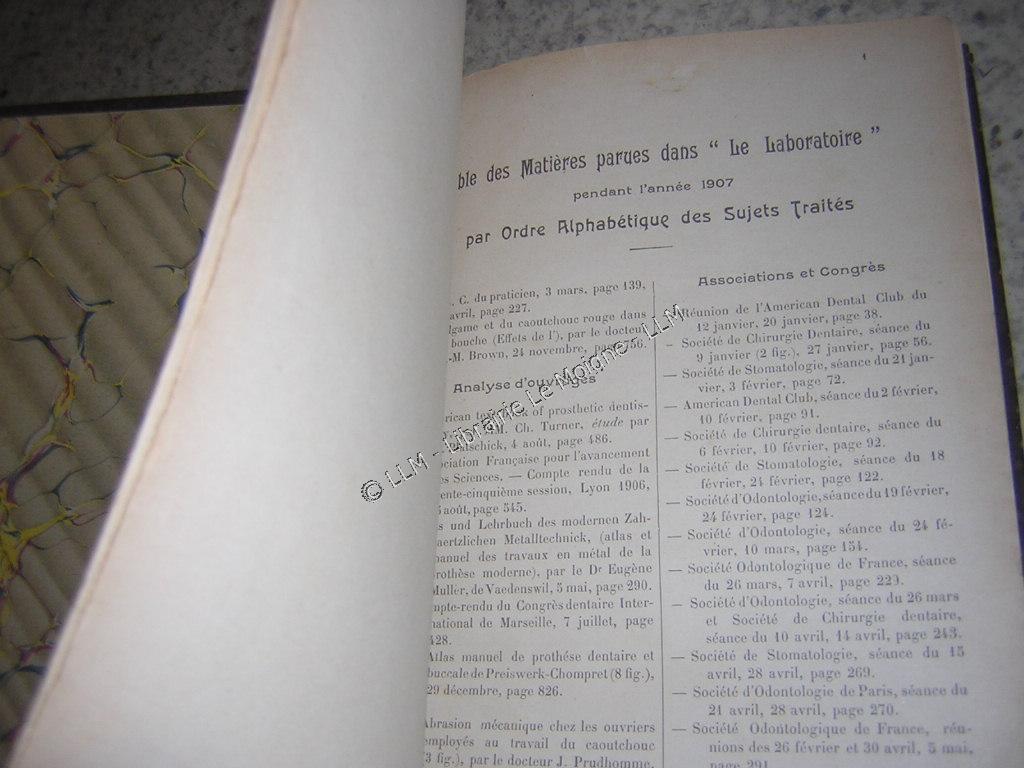 ble des Matières parues dans " Le Laboratoire "
pendant l'année 1907
par Ordre Alphabétique des Sujets Traités
. C. du praticien, 3 mars, page 139,
avril, page 227.
lgame et du caoutchouc rouge dans
bouche (Effets de l'), par le docteur
-M. Brown, 24 novembre, page 756.
Analyse d'ouvrages
rican textbook of prosthetic dentis-
M. Ch. Turner, étude par
4 août, page 486.
ciation Française pour l'avancement
es Sciences. — Compte rendu de la
ente-cinquième session, Lyon 1906,
août, page 545.
s und Lehrbuch des modernen Zah-
aertzlichen Metalltechnick, (atlas et
manuel des travaux en métal de la
rothèse moderne), par le Dr Eugène
Muller, de Vaedenswil, 5 mai, page 290.
mpte-rendu du Congrès dentaire Inter-
national de Marseille, 7 juillet, page
428.
Atlas manuel de prothése dentaire et
buccale de Preiswerk-Chompret (8 fig.),
29 décembre, page 826.
Abrasion mécanique chez les ouvriers
employés au travail du caoutchouc
(3 fig.), par le docteur J. Prudhomme,
Associations et Congrès
Réunion de l'American Dental Club du
12 janvier, 20 janvier, page 38.
— Société de Chirurgie Dentaire, séance du
9 janvier (2 fig.), 27 janvier, page 56.
— Société de Stomatologie, séance du 21 jan-
vier, 3 février, page 72.
— American Dental Club, séance du 2 février,
10 février, page 91.
— Société de Chirurgie dentaire, séance du
6 février, 10 février, page 92.
— Société de Stomatologie, séance du 18
février, 24 février, page 122.
— Société d'Odontologie, séance du 19 février,
24 février, page 124.
— Société d'Odontologie, séance du 24 fé-
vrier, 10 mars, page 154.
— Société Odontologique de France, séance
du 26 mars, 7 avril, page 229.
— Société d'Odontologie, séance du 26 mars
et Société de Chirurgie dentaire,
séance du 10 avril, 14 avril, page 243.
— Société de Stomatologie, séance du 15
avril, 28 avril, page 269.
— Société d'Odontologie de Paris, séance du
21 avril, 28 avril, page 270.
— Société Odontologique de France, réu-
nions des 26 février et 30 avril, 5 mai,
page 291
© LLM - Librairie Le Moigne - LLM